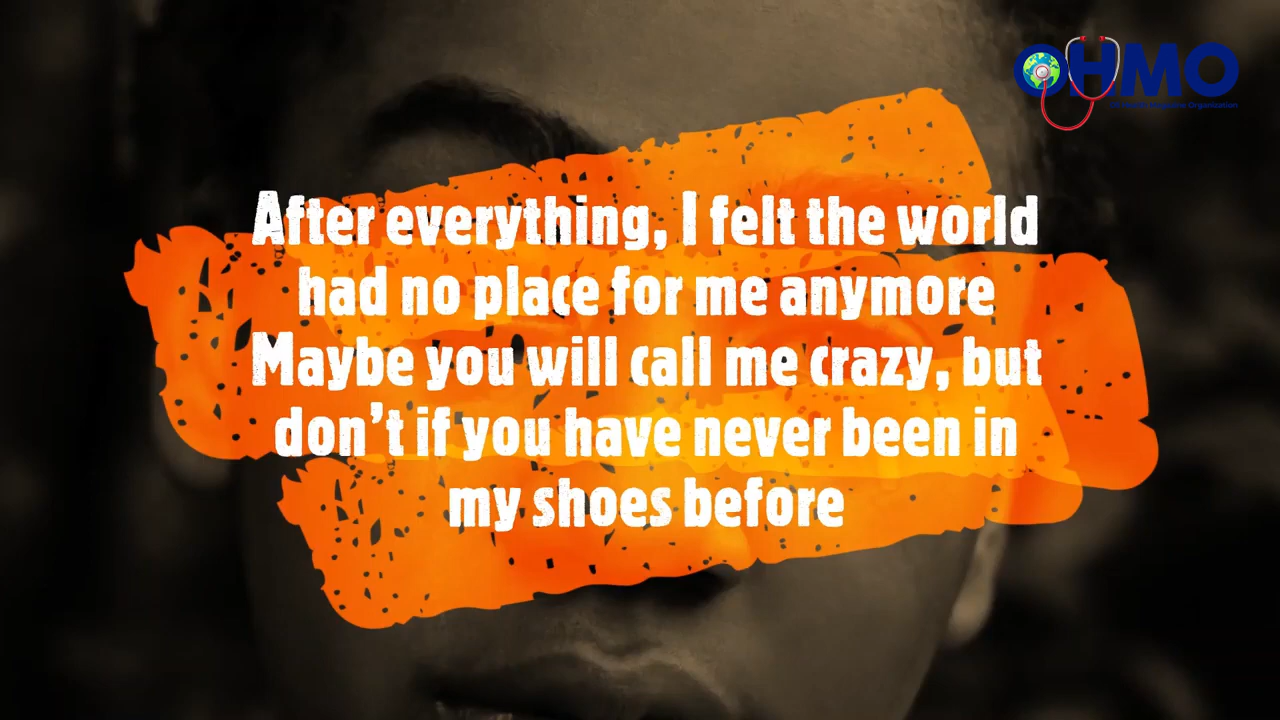 OHMO
After everything, I felt the world
had no place for me anymore
Maybe you will call me crazy, but
don't if you have never been in
my shoes before